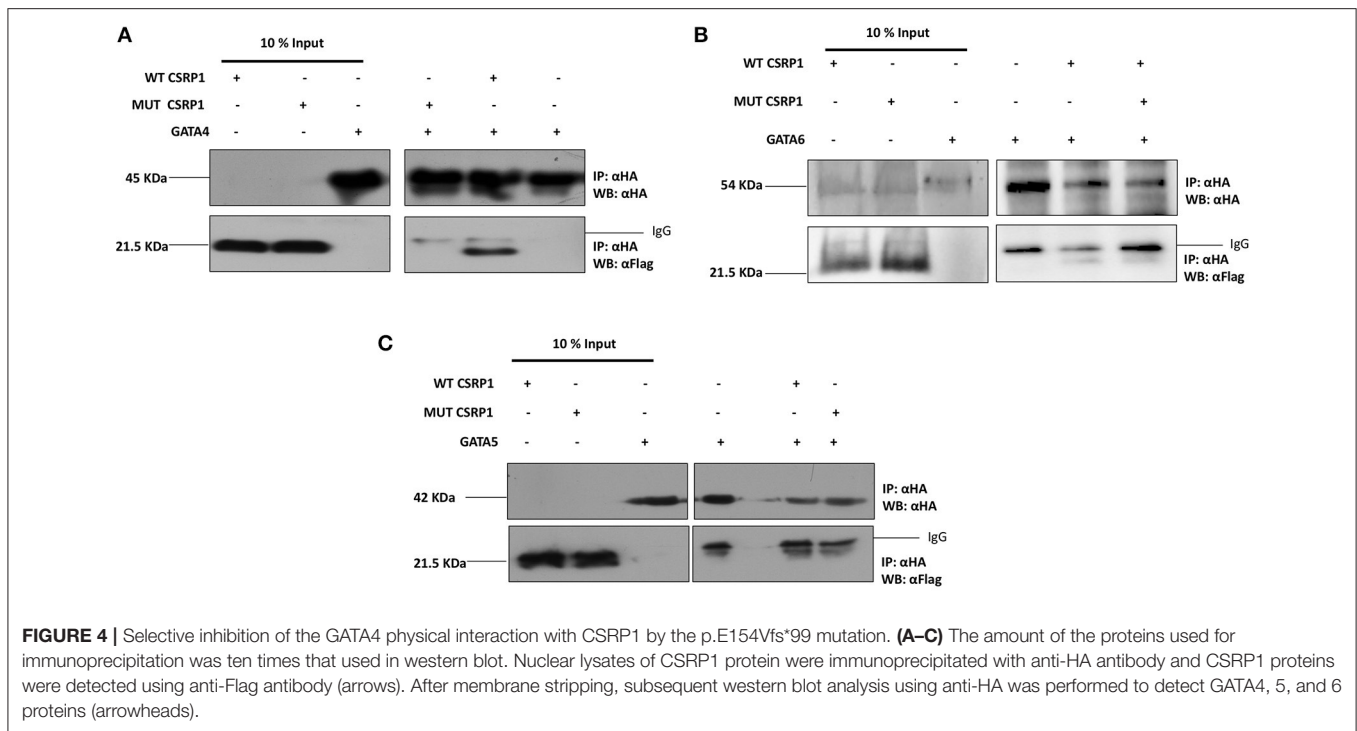 A
10 % Input
WT CSRP1 + - - - + -
MUT CSRP1 - + - + - -
GATA4 - - + + + +
45 KDa
IP: αHA
WB: αHA
21.5 KDa
IgG
IP: αHA
WB: αFlag
B
10 % Input
WT CSRP1 + - - - + +
MUT CSRP1 - + - - - +
GATA6 - - + + + +
54 KDa
IP: αHA
WB: αHA
21.5 KDa
IgG
IP: αHA
WB: αFlag
C
10 % Input
WT CSRP1 + - - - + -
MUT CSRP1 - + - - - +
GATA5 - - + + + +
42 KDa
IP: αHA
WB: αHA
21.5 KDa
IgG
IP: αHA
WB: αFlag
FIGURE 4 | Selective inhibition of the GATA4 physical interaction with CSRP1 by the p.E154Vfs*99 mutation. (A–C) The amount of the proteins used for
immunoprecipitation was ten times that used in western blot. Nuclear lysates of CSRP1 protein were immunoprecipitated with anti-HA antibody and CSRP1 proteins
were detected using anti-Flag antibody (arrows). After membrane stripping, subsequent western blot analysis using anti-HA was performed to detect GATA4, 5, and 6
proteins (arrowheads).